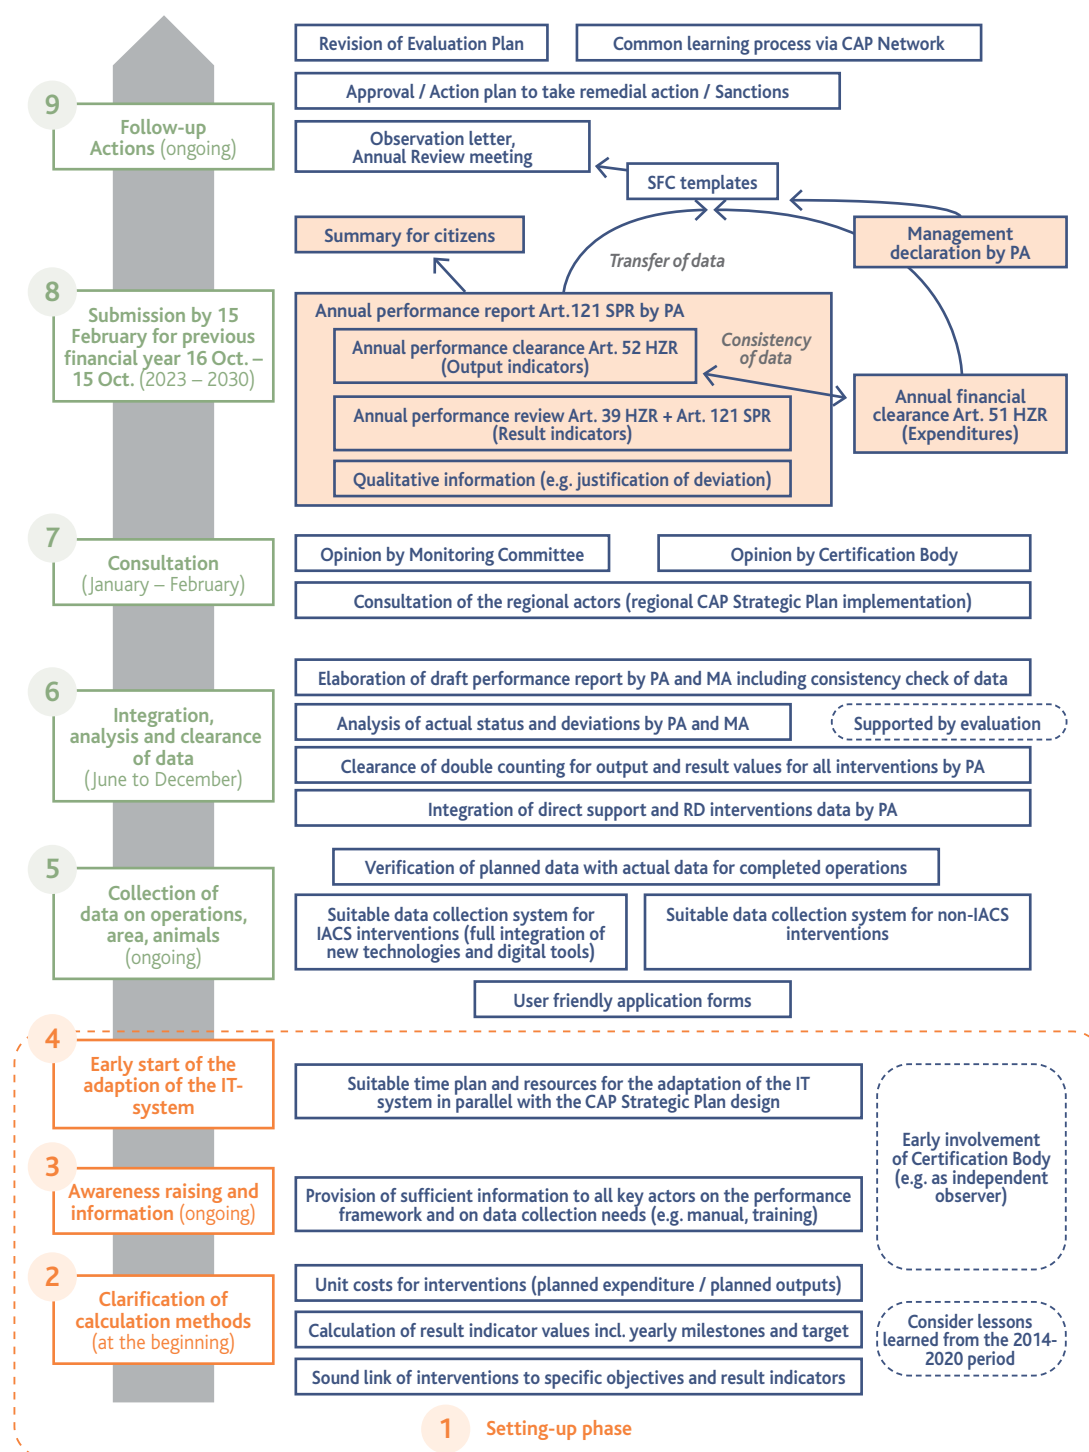 Revision of Evaluation Plan
Common learning process via CAP Network
Approval / Action plan to take remedial action / Sanctions
9
Follow-up
Actions (ongoing)
Observation letter,
Annual Review meeting
SFC templates
Summary for citizens
Transfer of data
Management
declaration by PA
8
Submission by 15
February for previous
financial year 16 Oct. –
15 Oct. (2023 – 2030)
Annual performance report Art.121 SPR by PA
Annual performance clearance Art. 52 HZR
(Output indicators)
Consistency
of data
Annual performance review Art. 39 HZR + Art. 121 SPR
(Result indicators)
Qualitative information (e.g. justification of deviation)
Annual financial
clearance Art. 51 HZR
(Expenditures)
7
Consultation
(January – February)
Opinion by Monitoring Committee
Opinion by Certification Body
Consultation of the regional actors (regional CAP Strategic Plan implementation)
6
Integration,
analysis and clearance
of data
(June to December)
Elaboration of draft performance report by PA and MA including consistency check of data
Analysis of actual status and deviations by PA and MA
Supported by evaluation
Clearance of double counting for output and result values for all interventions by PA
Integration of direct support and RD interventions data by PA
5
Collection of
data on operations,
area, animals
(ongoing)
Verification of planned data with actual data for completed operations
Suitable data collection system for
IACS interventions (full integration of
new technologies and digital tools)
Suitable data collection system for non-IACS
interventions
User friendly application forms
4
Early start of the
adaption of the IT-
system
Suitable time plan and resources for the adaptation of the IT
system in parallel with the CAP Strategic Plan design
Early involvement
of Certification Body
(e.g. as independent
observer)
3
Awareness raising and
information (ongoing)
Provision of sufficient information to all key actors on the performance
framework and on data collection needs (e.g. manual, training)
2
Clarification of
calculation methods
(at the beginning)
Unit costs for interventions (planned expenditure / planned outputs)
Calculation of result indicator values incl. yearly milestones and target
Sound link of interventions to specific objectives and result indicators
Consider lessons
learned from the 2014-
2020 period
1
Setting-up phase